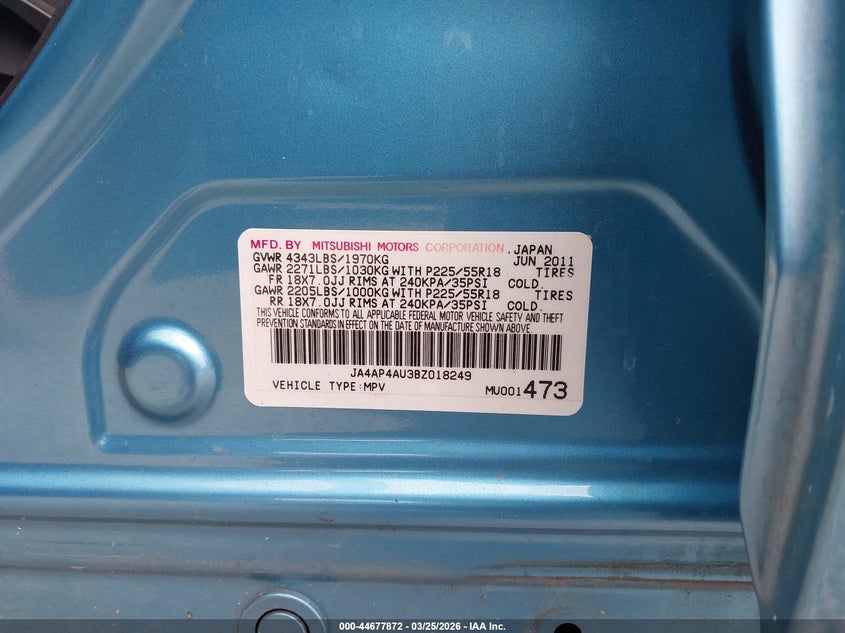 MFD. BY MITSUBISHI MOTORS CORPORATION, JAPAN
GVWR 4343LBS/1970KG JUN 2011
GAWR 2271LBS/1030KG WITH P225/55R18 TIRES
FR 18X7.0JJ RIMS AT 240KPA/35PSI COLD.
GAWR 2205LBS/1000KG WITH P225/55R18 TIRES
RR 18X7.0JJ RIMS AT 240KPA/35PSI COLD.
THIS VEHICLE CONFORMS TO ALL APPLICABLE FEDERAL MOTOR VEHICLE SAFETY AND THEFT
PREVENTION STANDARDS IN EFFECT ON THE DATE OF MANUFACTURE SHOWN ABOVE.
JA4AP4AU3BZ018249
VEHICLE TYPE:MPV MU001473
000-44677872 | 03/25/2026 - IAA Inc.